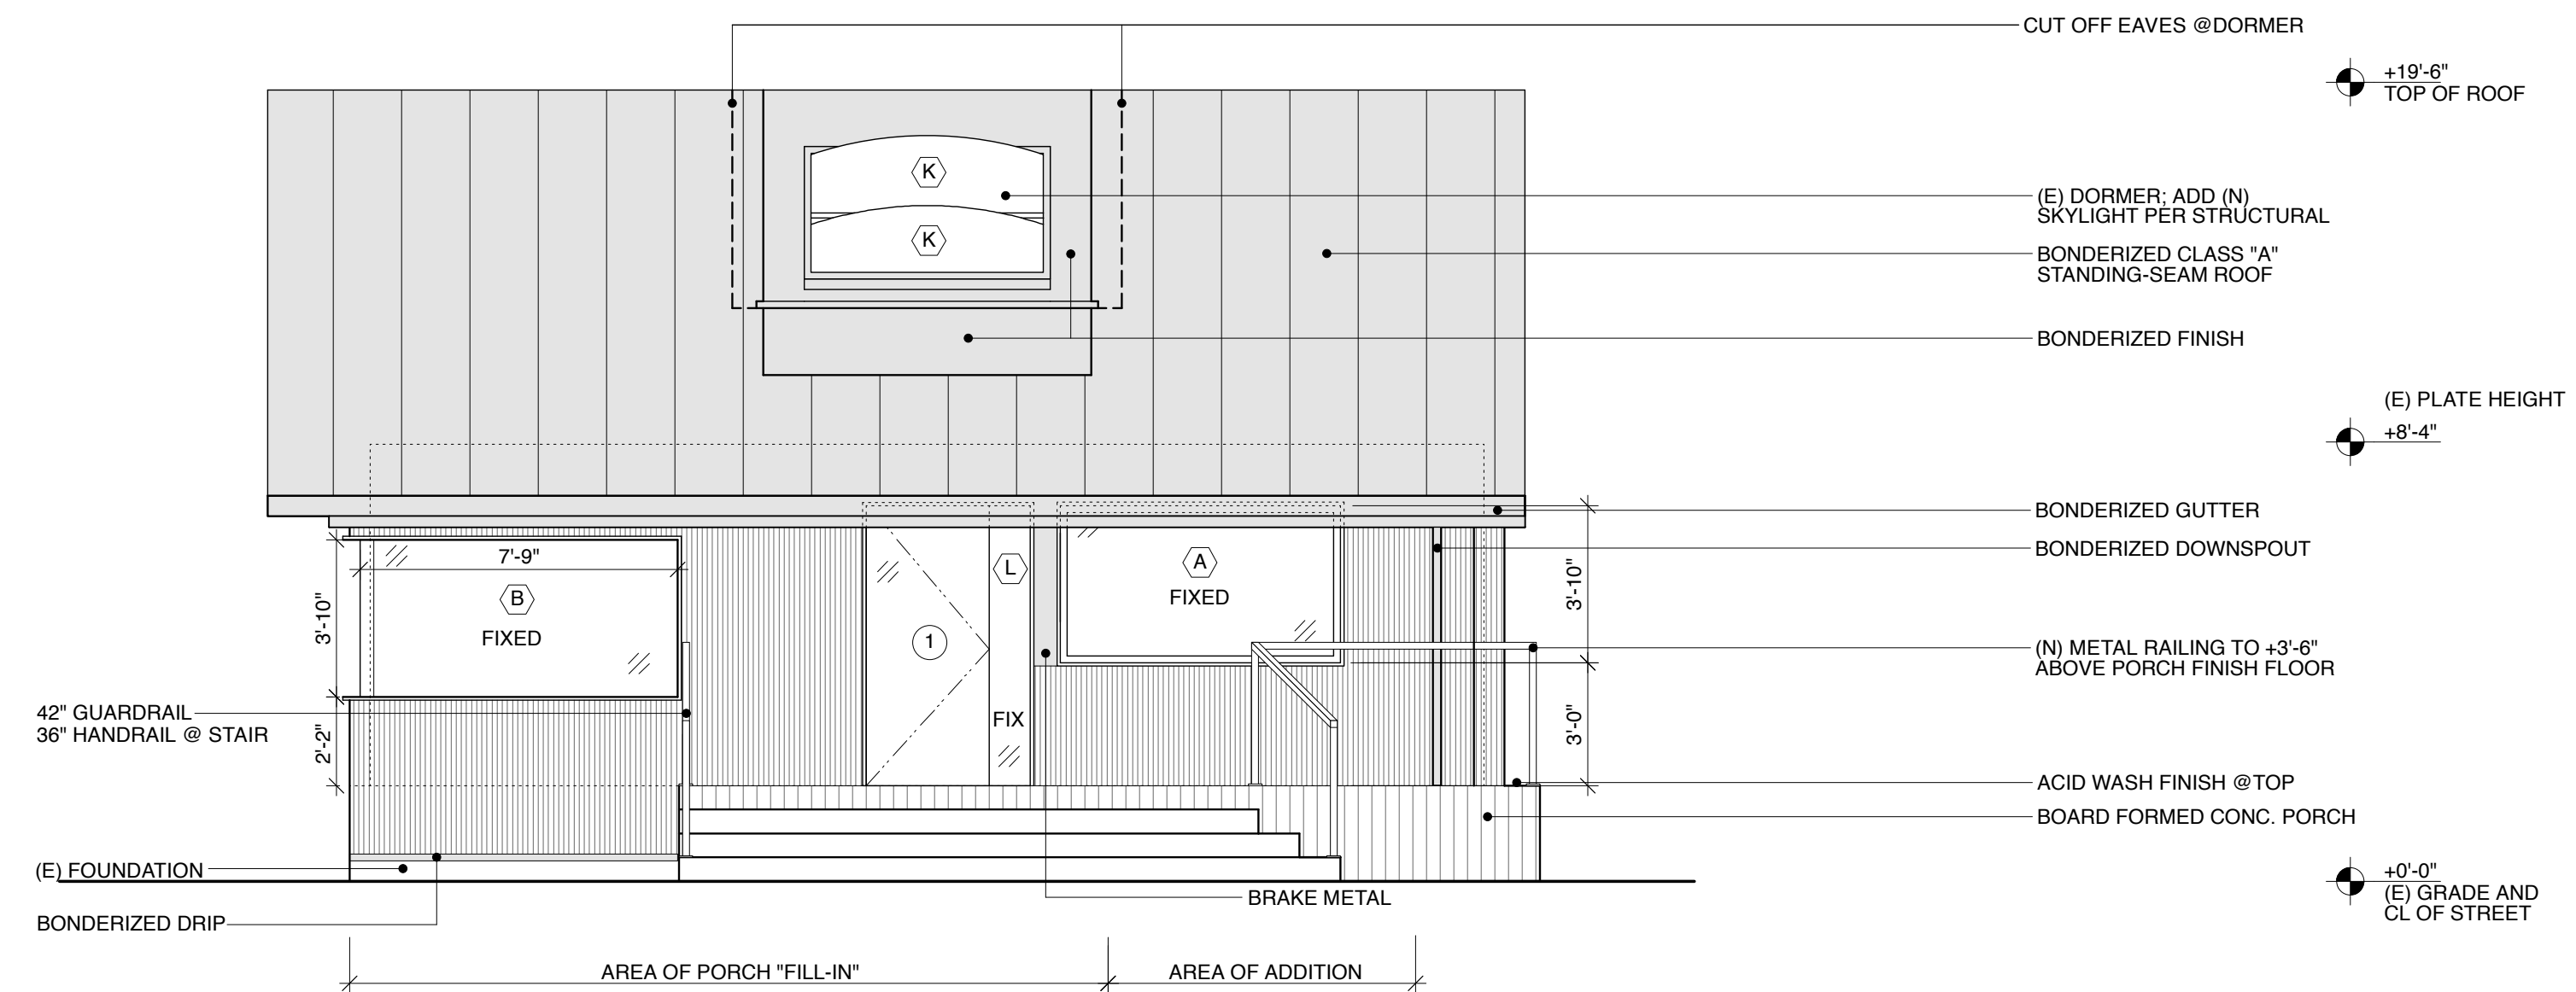 CUT OFF EAVES @DORMER
+19'-6"
TOP OF ROOF
K
(E) DORMER; ADD (N)
SKYLIGHT PER STRUCTURAL
K
BONDERIZED CLASS "A"
STANDING-SEAM ROOF
BONDERIZED FINISH
(E) PLATE HEIGHT
+8'-4"
BONDERIZED GUTTER
BONDERIZED DOWNSPOUT
7'-9"
L
A
FIXED
B
FIXED
3'-10"
3'-10"
1
(N) METAL RAILING TO +3'-6"
ABOVE PORCH FINISH FLOOR
42" GUARDRAIL
36" HANDRAIL @ STAIR
FIX
2'-2"
3'-0"
ACID WASH FINISH @TOP
BOARD FORMED CONC. PORCH
(E) FOUNDATION
+0'-0"
(E) GRADE AND
CL OF STREET
BRAKE METAL
BONDERIZED DRIP
AREA OF PORCH "FILL-IN"
AREA OF ADDITION